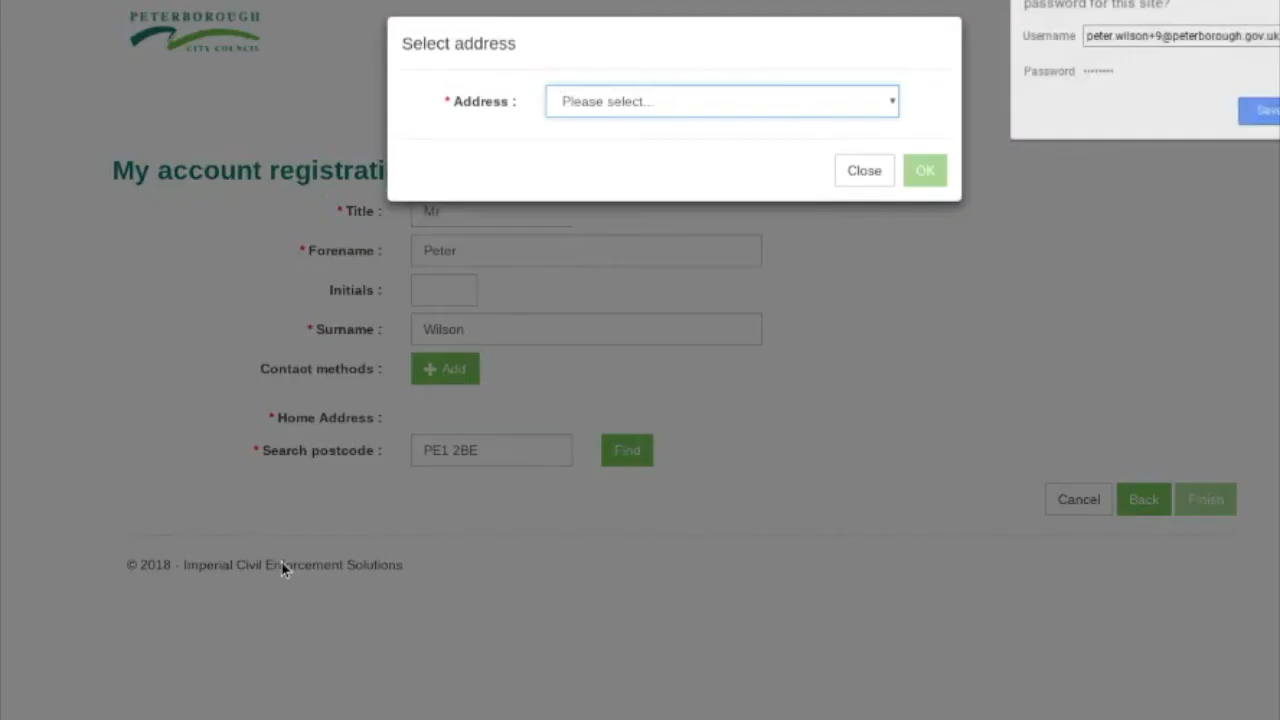 PETERBOROUGH
CITY COUNCIL
password for this site?
Username peter.wilson+9@peterborough.gov.uk
Password ········
Save
Select address
* Address : Please select...
Close OK
My account registrati
* Title : Mr
* Forename : Peter
Initials :
* Surname : Wilson
Contact methods : Add
* Home Address :
* Search postcode : PE1 2BE Find
Cancel Back Finish
© 2018 - Imperial Civil Enforcement Solutions